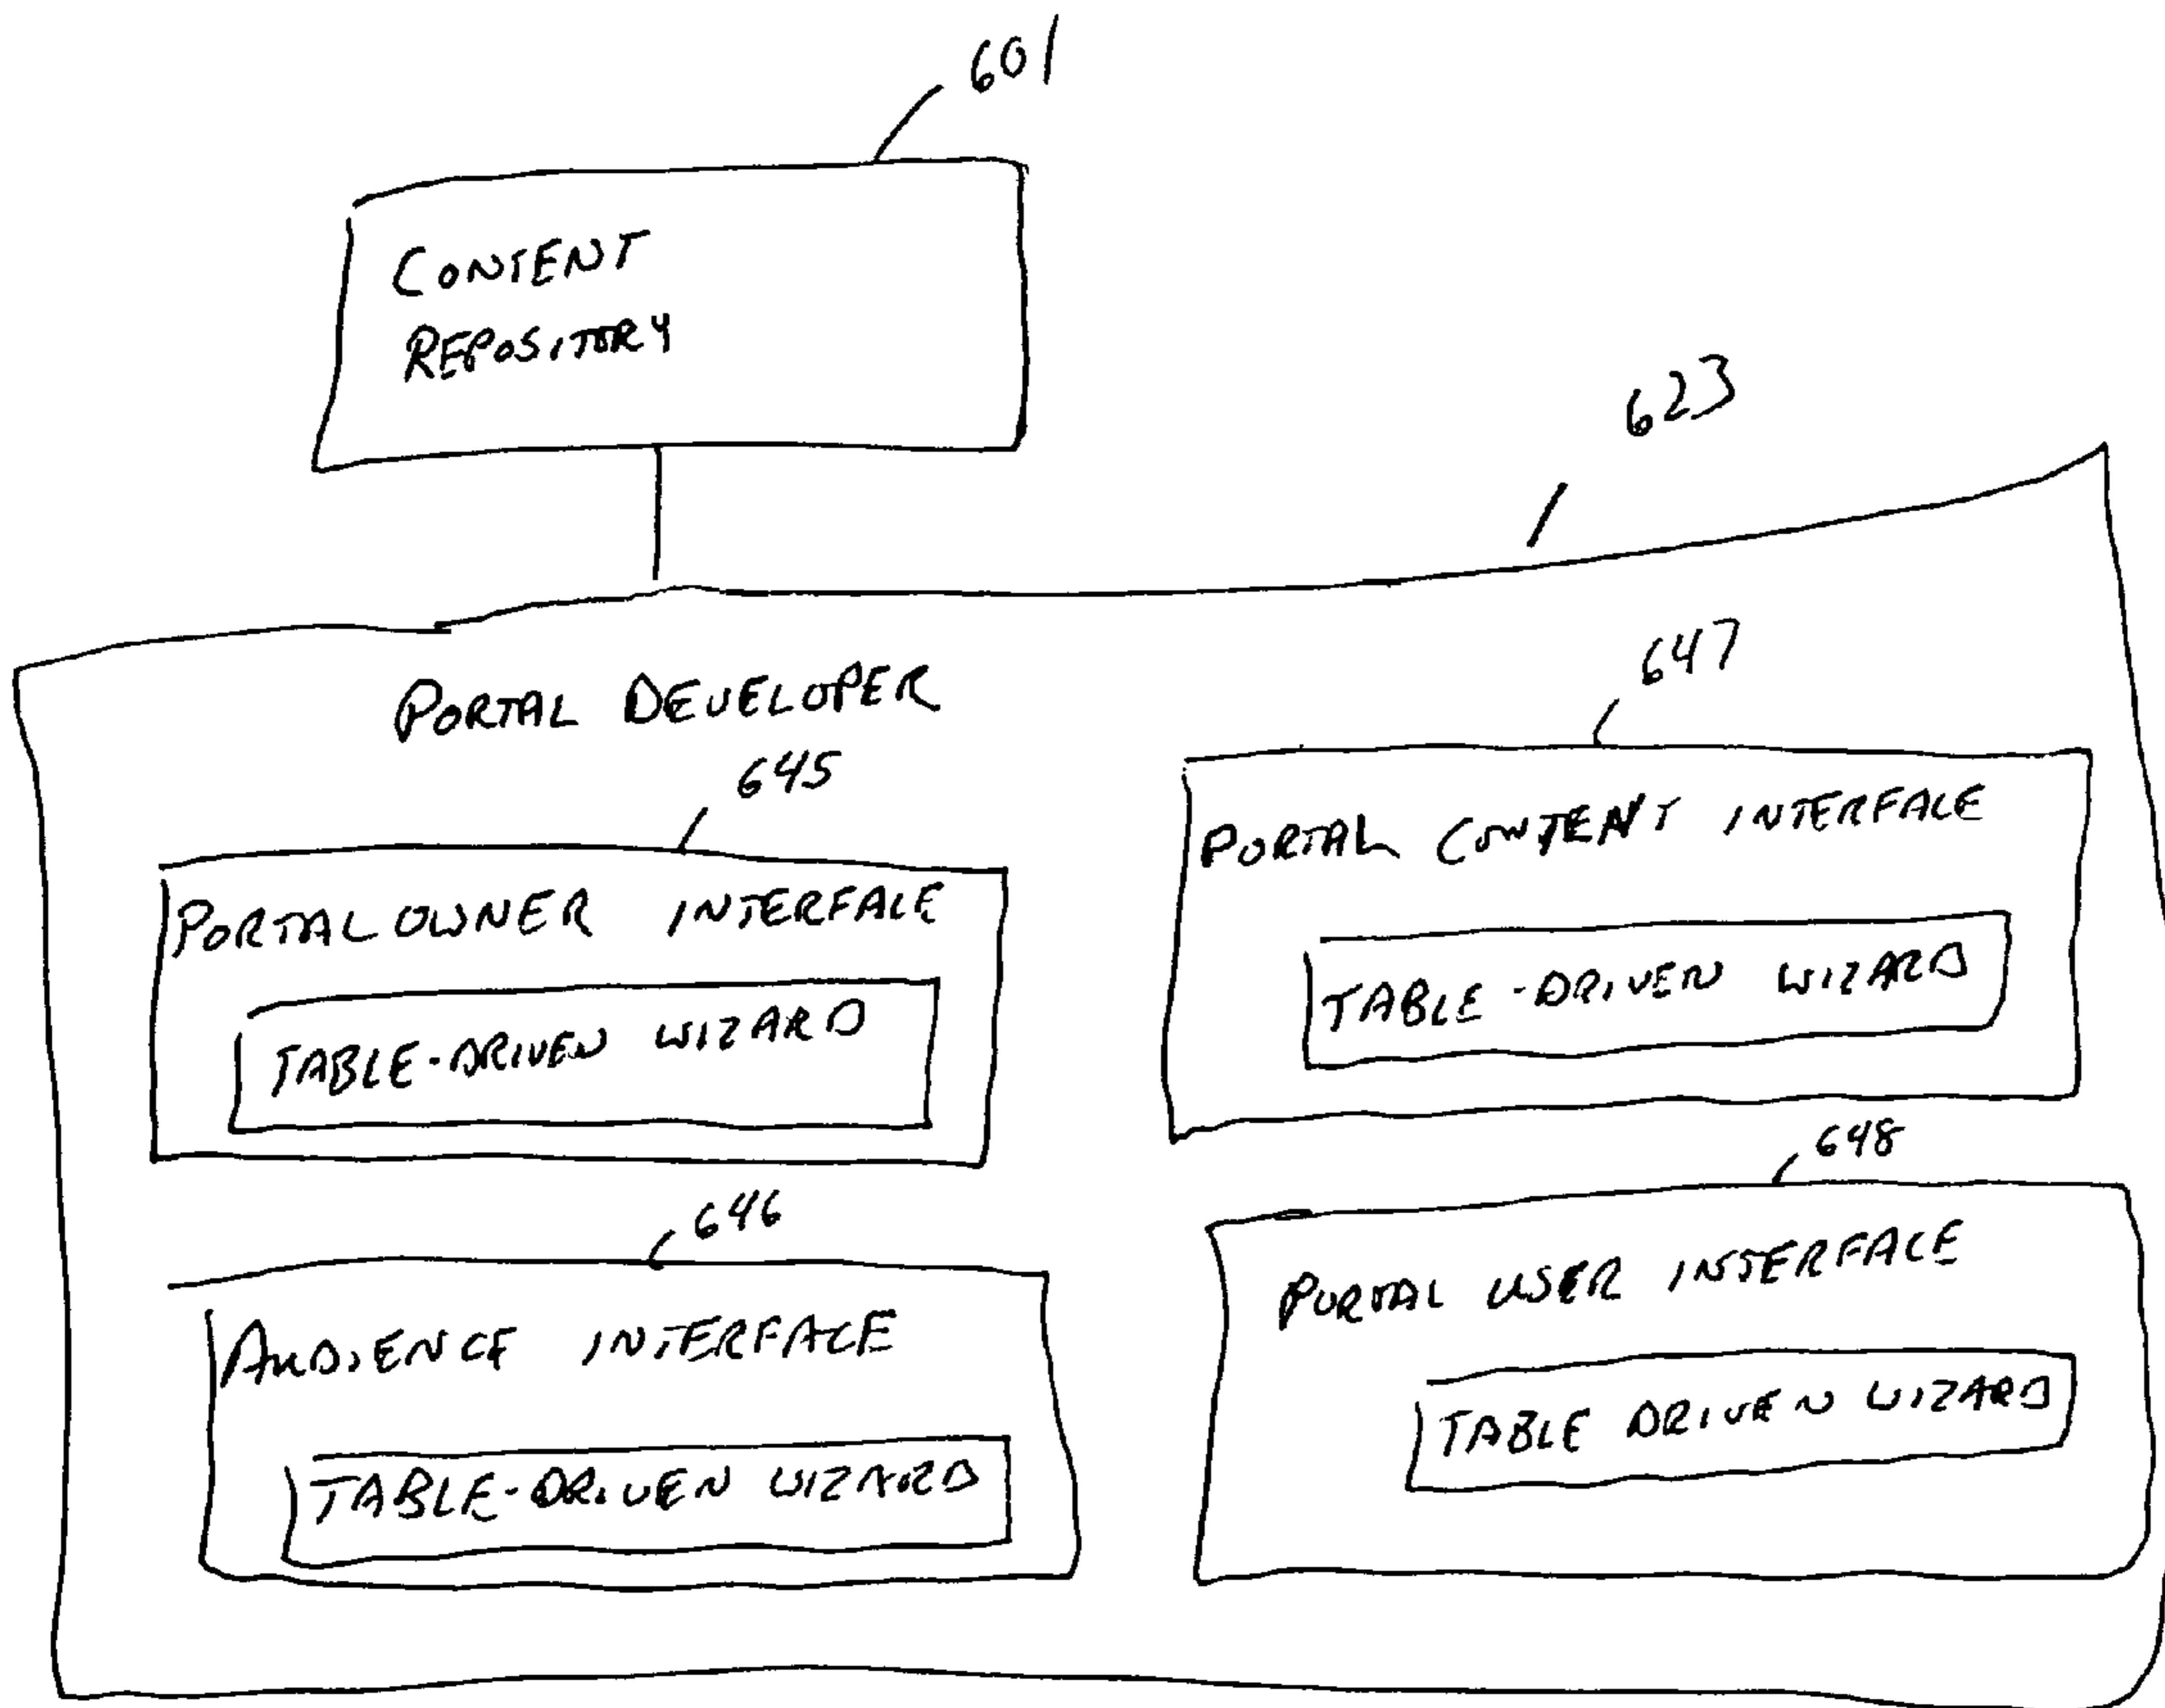 601
CONTENT
REPOSITORY
623
PORTAL DEVELOPER
645
647
PORTAL OWNER INTERFACE
TABLE-DRIVEN WIZARD
PORTAL CONTENT INTERFACE
TABLE-DRIVEN WIZARD
646
AUDIENCE INTERFACE
TABLE-DRIVEN WIZARD
648
PORTAL USER INTERFACE
TABLE DRIVEN WIZARD